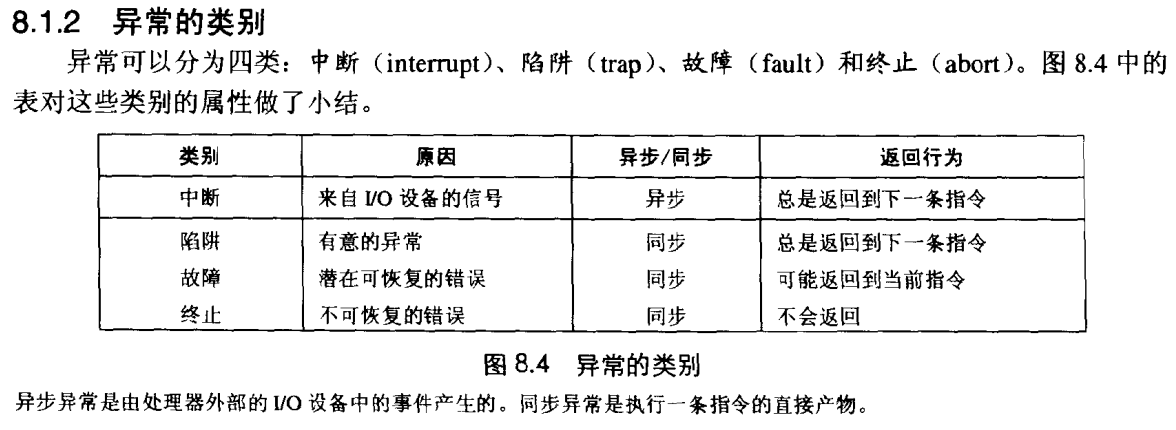 8.1.2 异常的类别
异常可以分为四类：中断（interrupt）、陷阱（trap）、故障（fault）和终止（abort）。图 8.4 中的
表对这些类别的属性做了小结。
类别 原因 异步/同步 返回行为
中断 来自 I/O 设备的信号 异步 总是返回到下一条指令
陷阱 有意的异常 同步 总是返回到下一条指令
故障 潜在可恢复的错误 同步 可能返回到当前指令
终止 不可恢复的错误 同步 不会返回
图 8.4 异常的类别
异步异常是由处理器外部的 I/O 设备中的事件产生的。同步异常是执行一条指令的直接产物。